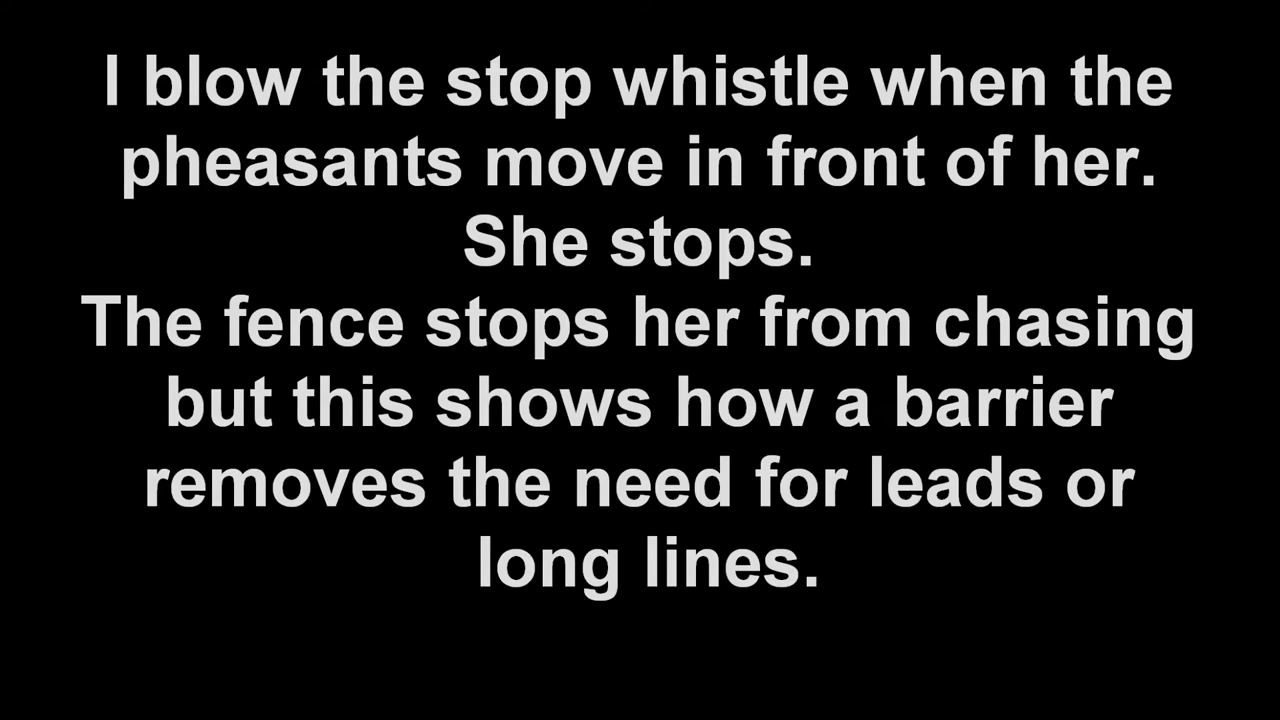 I blow the stop whistle when the
pheasants move in front of her.
She stops.
The fence stops her from chasing
but this shows how a barrier
removes the need for leads or
long lines.